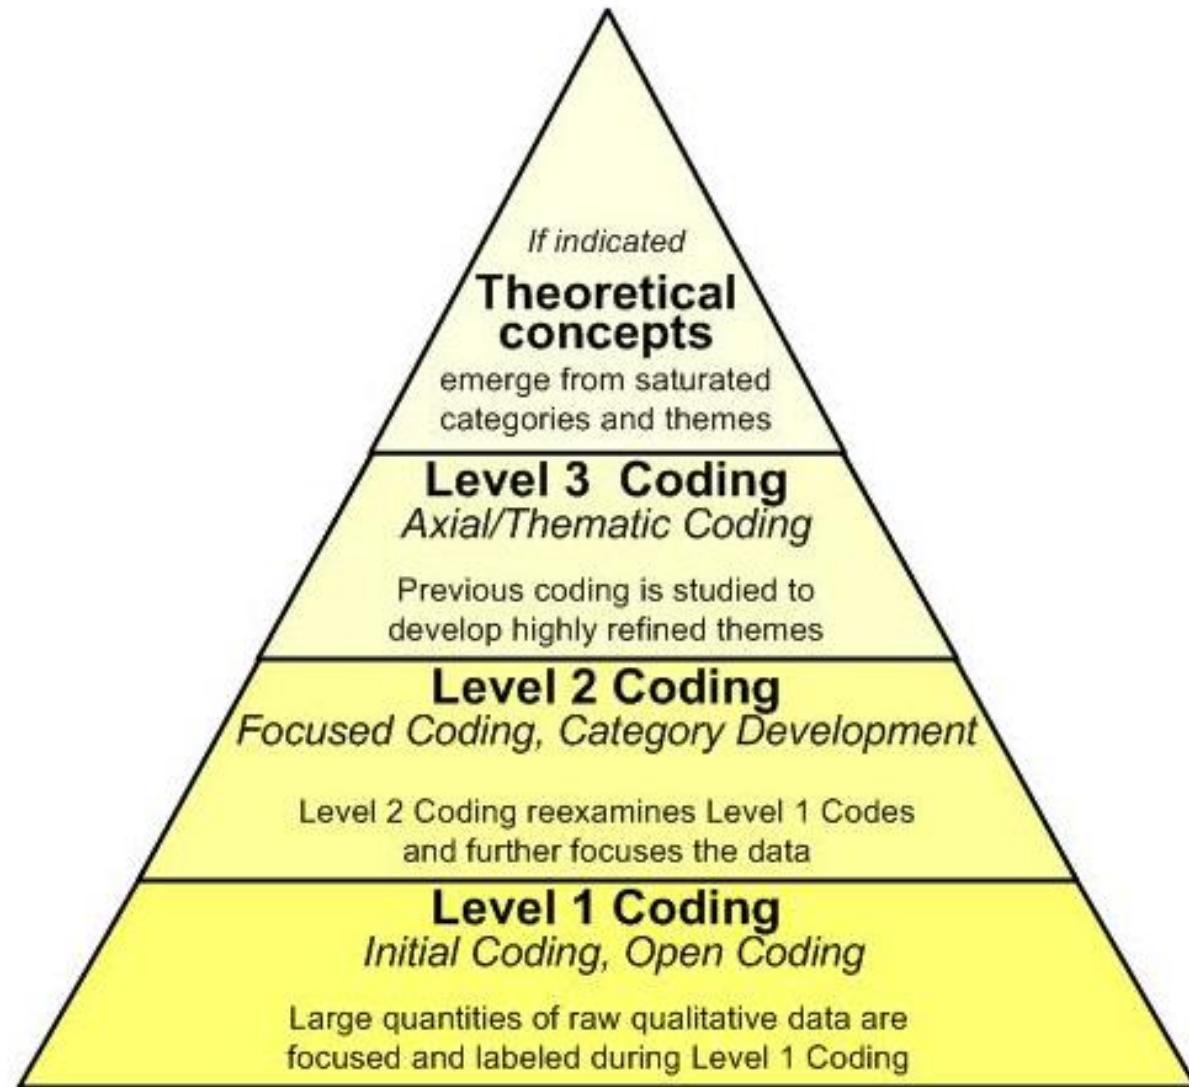 If indicated
Theoretical
concepts
emerge from saturated
categories and themes
Level 3 Coding
Axial/Thematic Coding
Previous coding is studied to
develop highly refined themes
Level 2 Coding
Focused Coding, Category Development
Level 2 Coding reexamines Level 1 Codes
and further focuses the data
Level 1 Coding
Initial Coding, Open Coding
Large quantities of raw qualitative data are
focused and labeled during Level 1 Coding